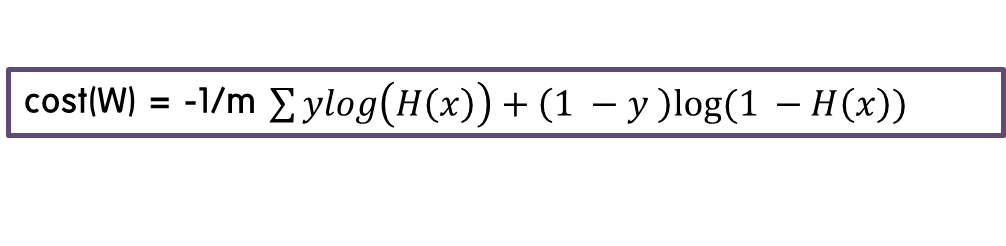 cost(W) = -1/m ∑ylog(H(x)) + (1 − y )log(1 − H(x))